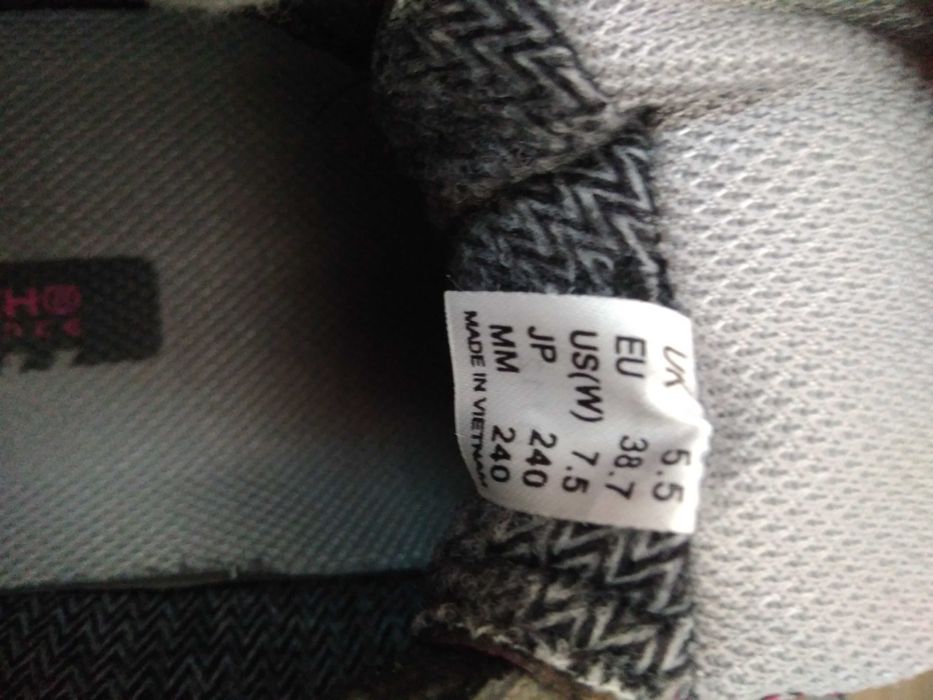 UK 5.5
EU 38.7
US(W) 7.5
JP 240
MM 240
MADE IN VIETNAM
H®